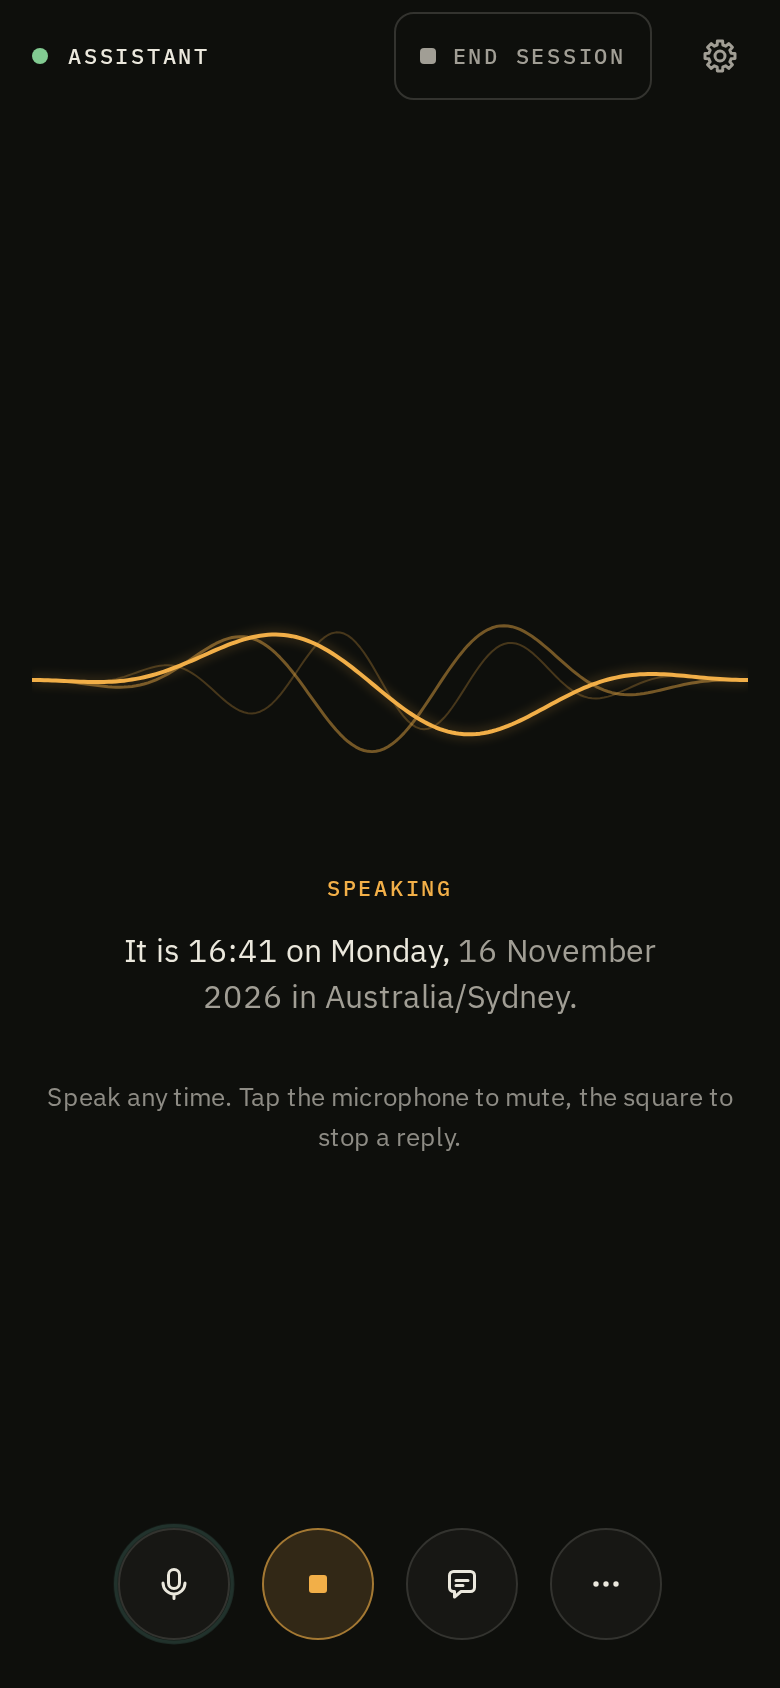 ASSISTANT
END SESSION
SPEAKING
It is 16:41 on Monday, 16 November
2026 in Australia/Sydney.
Speak any time. Tap the microphone to mute, the square to
stop a reply.